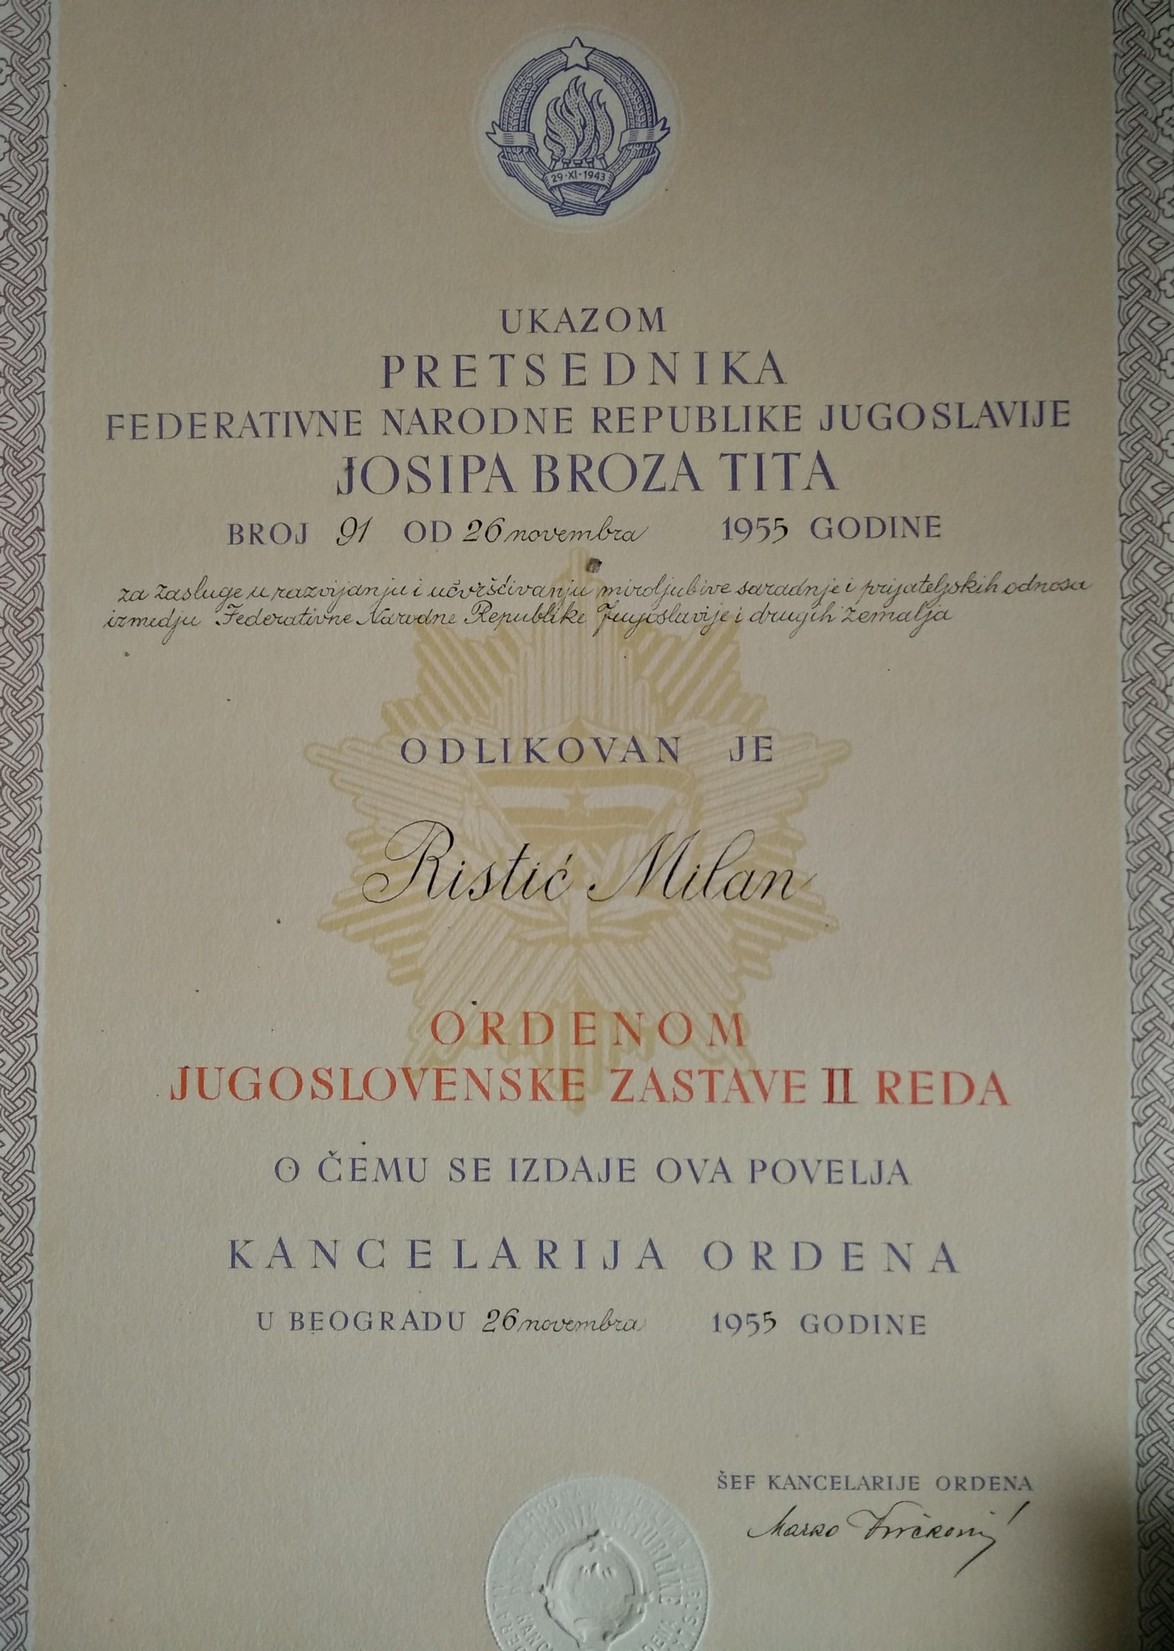 29·XI·1943
UKAZOM
PRETSEDNIKA
FEDERATIVNE NARODNE REPUBLIKE JUGOSLAVIJE
JOSIPA BROZA TITA
BROJ 91 OD 26 novembra 1955 GODINE
za zasluge u razvijanju i učvršćivanju miroljubive saradnje i prijateljskih odnosa
izmedju Federativne Narodne Republike Jugoslavije i drugih zemalja
ODLIKOVAN JE
Ristić Milan
ORDENOM
JUGOSLOVENSKE ZASTAVE II REDA
O ČEMU SE IZDAJE OVA POVELJA
KANCELARIJA ORDENA
U BEOGRADU 26 novembra 1955 GODINE
ŠEF KANCELARIJE ORDENA
Marko